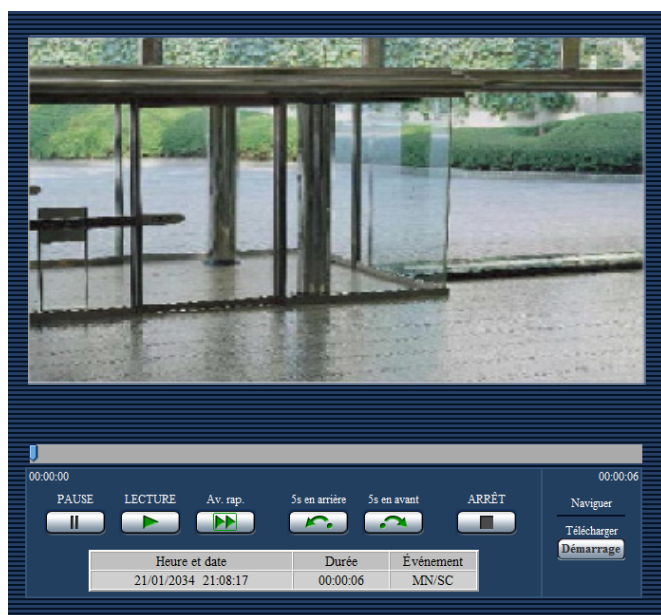 00:00:00 00:00:06
PAUSE LECTURE Av. rap. 5s en arrière 5s en avant ARRÊT
Naviguer
Télécharger
Démarrage
Heure et date Durée Événement
21/01/2034 21:08:17 00:00:06 MN/SC